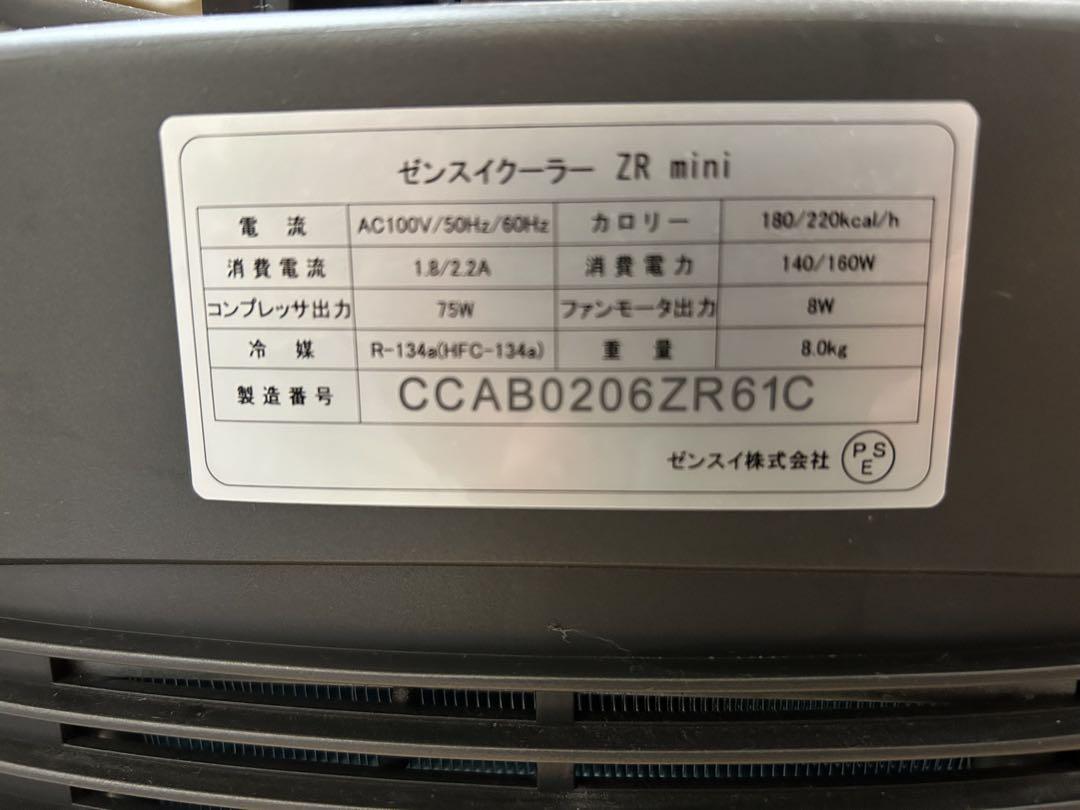 ゼンスイクーラー ZR mini
電流 AC100V/50Hz/60Hz カロリー 180/220kcal/h
消費電流 1.8/2.2A 消費電力 140/160W
コンプレッサ出力 75W ファンモータ出力 8W
冷媒 R-134a(HFC-134a) 重量 8.0kg
製造番号 CCAB0206ZR61C
ゼンスイ株式会社 PSE